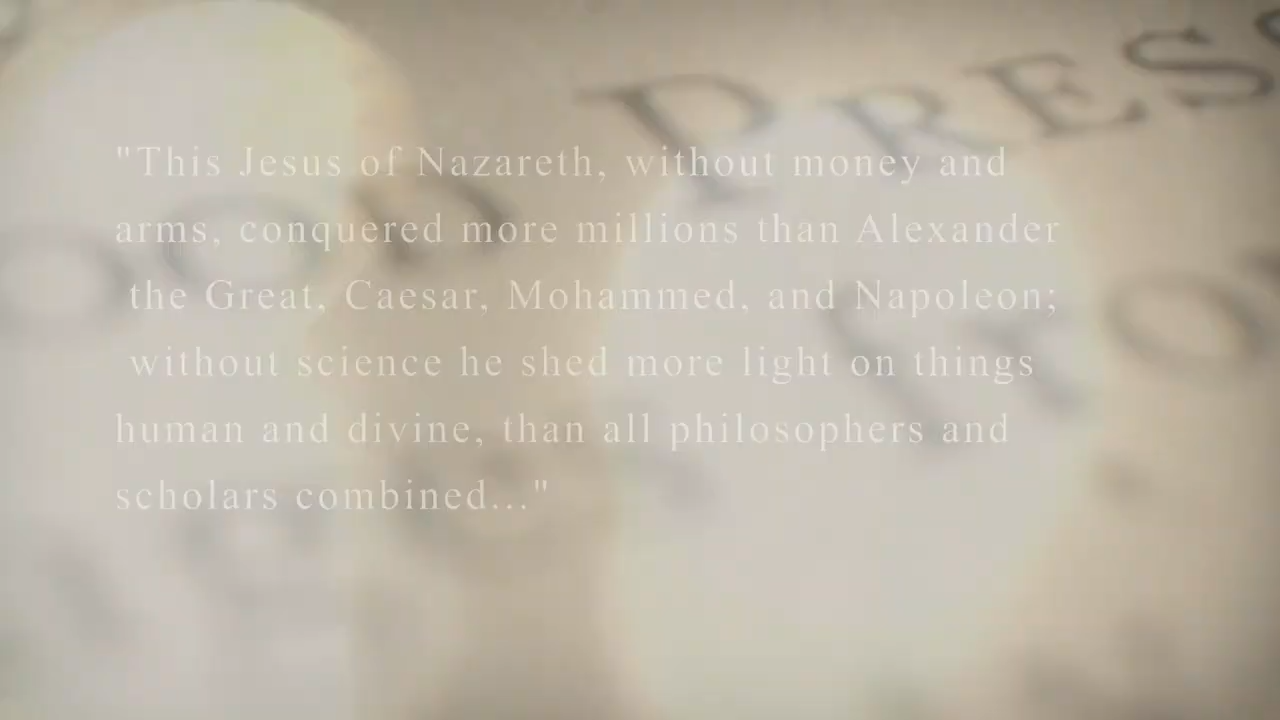 "This Jesus of Nazareth, without money and
arms, conquered more millions than Alexander
the Great, Caesar, Mohammed, and Napoleon;
without science he shed more light on things
human and divine, than all philosophers and
scholars combined..."